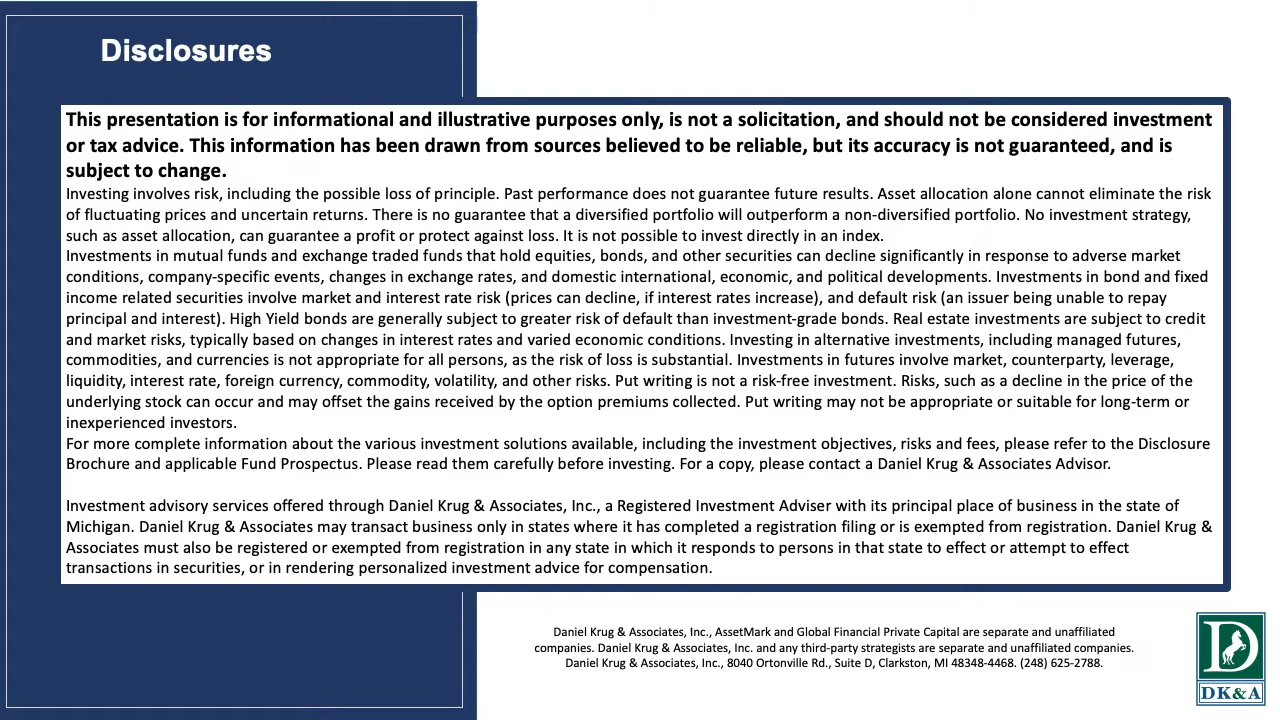 Disclosures
This presentation is for informational and illustrative purposes only, is not a solicitation, and should not be considered investment
or tax advice. This information has been drawn from sources believed to be reliable, but its accuracy is not guaranteed, and is
subject to change.
Investing involves risk, including the possible loss of principle. Past performance does not guarantee future results. Asset allocation alone cannot eliminate the risk
of fluctuating prices and uncertain returns. There is no guarantee that a diversified portfolio will outperform a non-diversified portfolio. No investment strategy,
such as asset allocation, can guarantee a profit or protect against loss. It is not possible to invest directly in an index.
Investments in mutual funds and exchange traded funds that hold equities, bonds, and other securities can decline significantly in response to adverse market
conditions, company-specific events, changes in exchange rates, and domestic international, economic, and political developments. Investments in bond and fixed
income related securities involve market and interest rate risk (prices can decline, if interest rates increase), and default risk (an issuer being unable to repay
principal and interest). High Yield bonds are generally subject to greater risk of default than investment-grade bonds. Real estate investments are subject to credit
and market risks, typically based on changes in interest rates and varied economic conditions. Investing in alternative investments, including managed futures,
commodities, and currencies is not appropriate for all persons, as the risk of loss is substantial. Investments in futures involve market, counterparty, leverage,
liquidity, interest rate, foreign currency, commodity, volatility, and other risks. Put writing is not a risk-free investment. Risks, such as a decline in the price of the
underlying stock can occur and may offset the gains received by the option premiums collected. Put writing may not be appropriate or suitable for long-term or
inexperienced investors.
For more complete information about the various investment solutions available, including the investment objectives, risks and fees, please refer to the Disclosure
Brochure and applicable Fund Prospectus. Please read them carefully before investing. For a copy, please contact a Daniel Krug & Associates Advisor.
Investment advisory services offered through Daniel Krug & Associates, Inc., a Registered Investment Adviser with its principal place of business in the state of
Michigan. Daniel Krug & Associates may transact business only in states where it has completed a registration filing or is exempted from registration. Daniel Krug &
Associates must also be registered or exempted from registration in any state in which it responds to persons in that state to effect or attempt to effect
transactions in securities, or in rendering personalized investment advice for compensation.
Daniel Krug & Associates, Inc., AssetMark and Global Financial Private Capital are separate and unaffiliated
companies. Daniel Krug & Associates, Inc. and any third-party strategists are separate and unaffiliated companies.
Daniel Krug & Associates, Inc., 8040 Ortonville Rd., Suite D, Clarkston, MI 48348-4468. (248) 625-2788.
D
DK&A